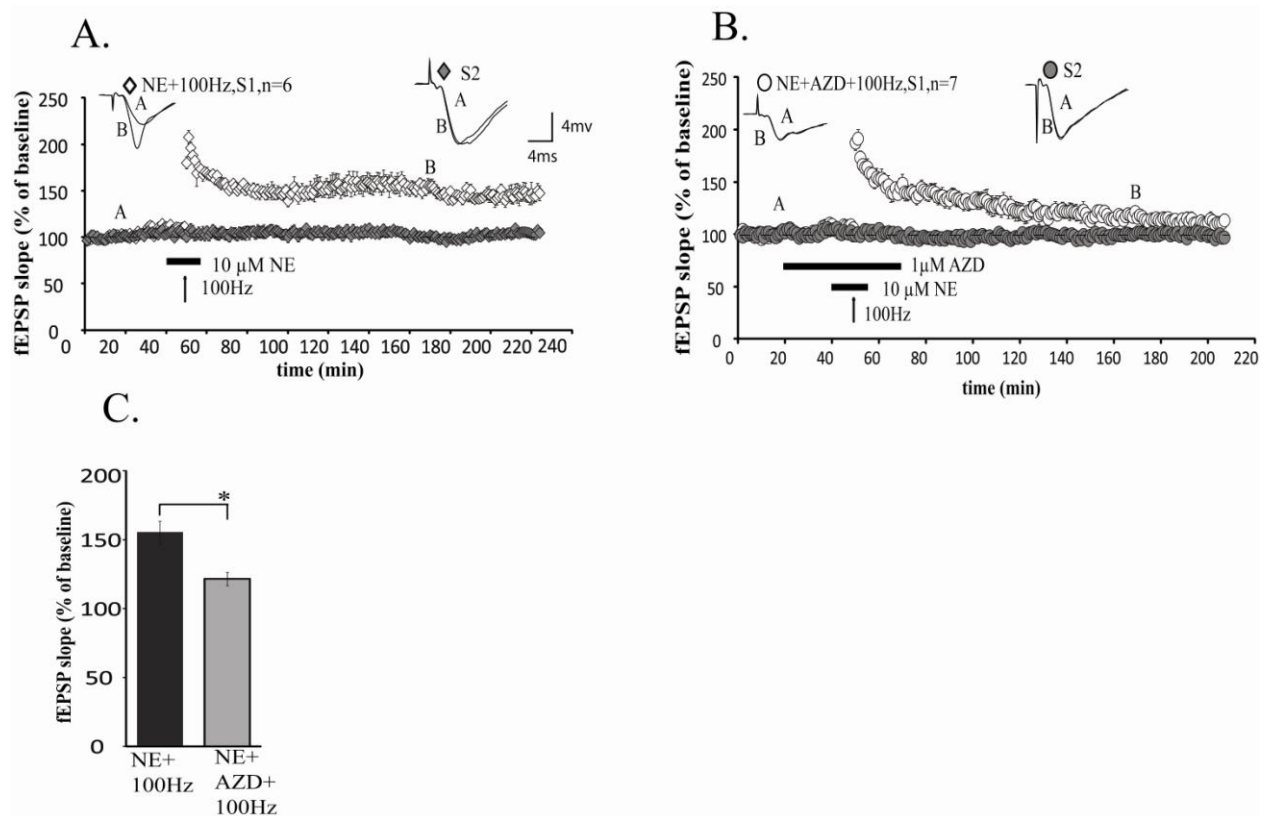 A.
NE+100Hz,S1,n=6
S2
A
B
A
B
4mv
4ms
fEPSP slope (% of baseline)
250
200
150
100
50
0
A
B
10 µM NE
100Hz
0 20 40 60 80 100 120 140 160 180 200 220 240
time (min)
B.
NE+AZD+100Hz,S1,n=7
S2
A
B
A
B
fEPSP slope (% of baseline)
250
200
150
100
50
0
A
B
1µM AZD
10 µM NE
100Hz
0 20 40 60 80 100 120 140 160 180 200 220
time (min)
C.
fEPSP slope (% of baseline)
200
150
100
50
0
*
NE+
100Hz
NE+
AZD+
100Hz